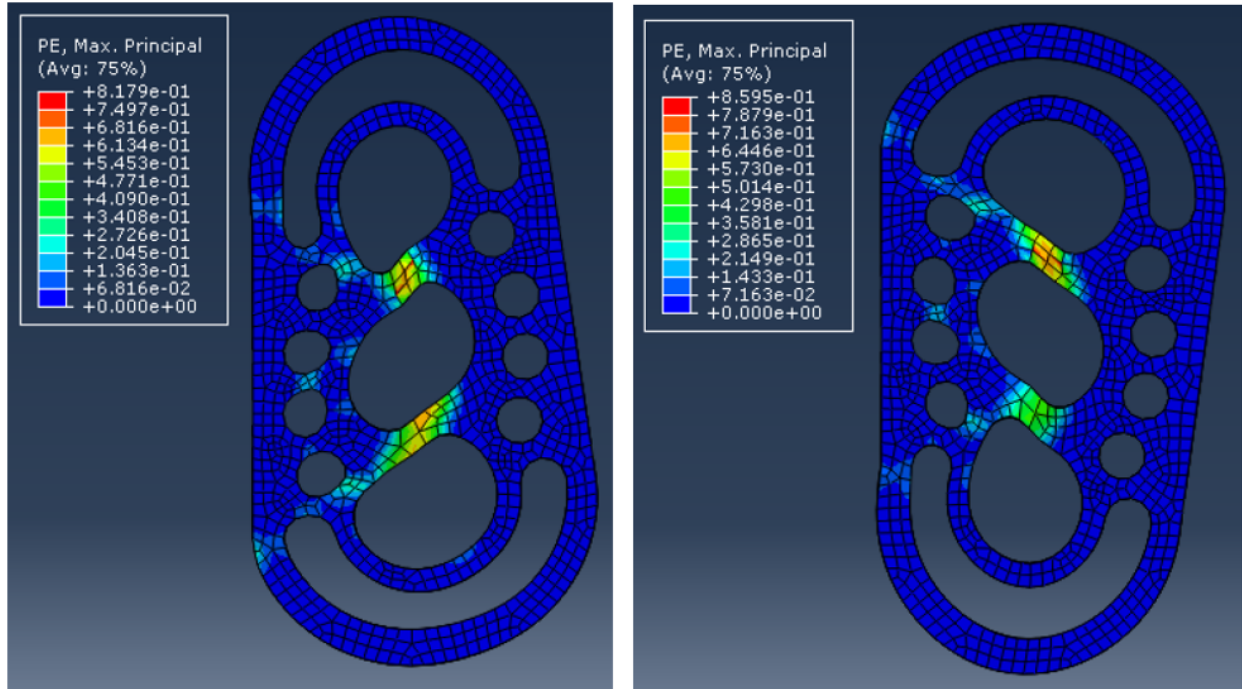 PE, Max. Principal
(Avg: 75%)
+8.179e-01
+7.497e-01
+6.816e-01
+6.134e-01
+5.453e-01
+4.771e-01
+4.090e-01
+3.408e-01
+2.726e-01
+2.045e-01
+1.363e-01
+6.816e-02
+0.000e+00
PE, Max. Principal
(Avg: 75%)
+8.595e-01
+7.879e-01
+7.163e-01
+6.446e-01
+5.730e-01
+5.014e-01
+4.298e-01
+3.581e-01
+2.865e-01
+2.149e-01
+1.433e-01
+7.163e-02
+0.000e+00